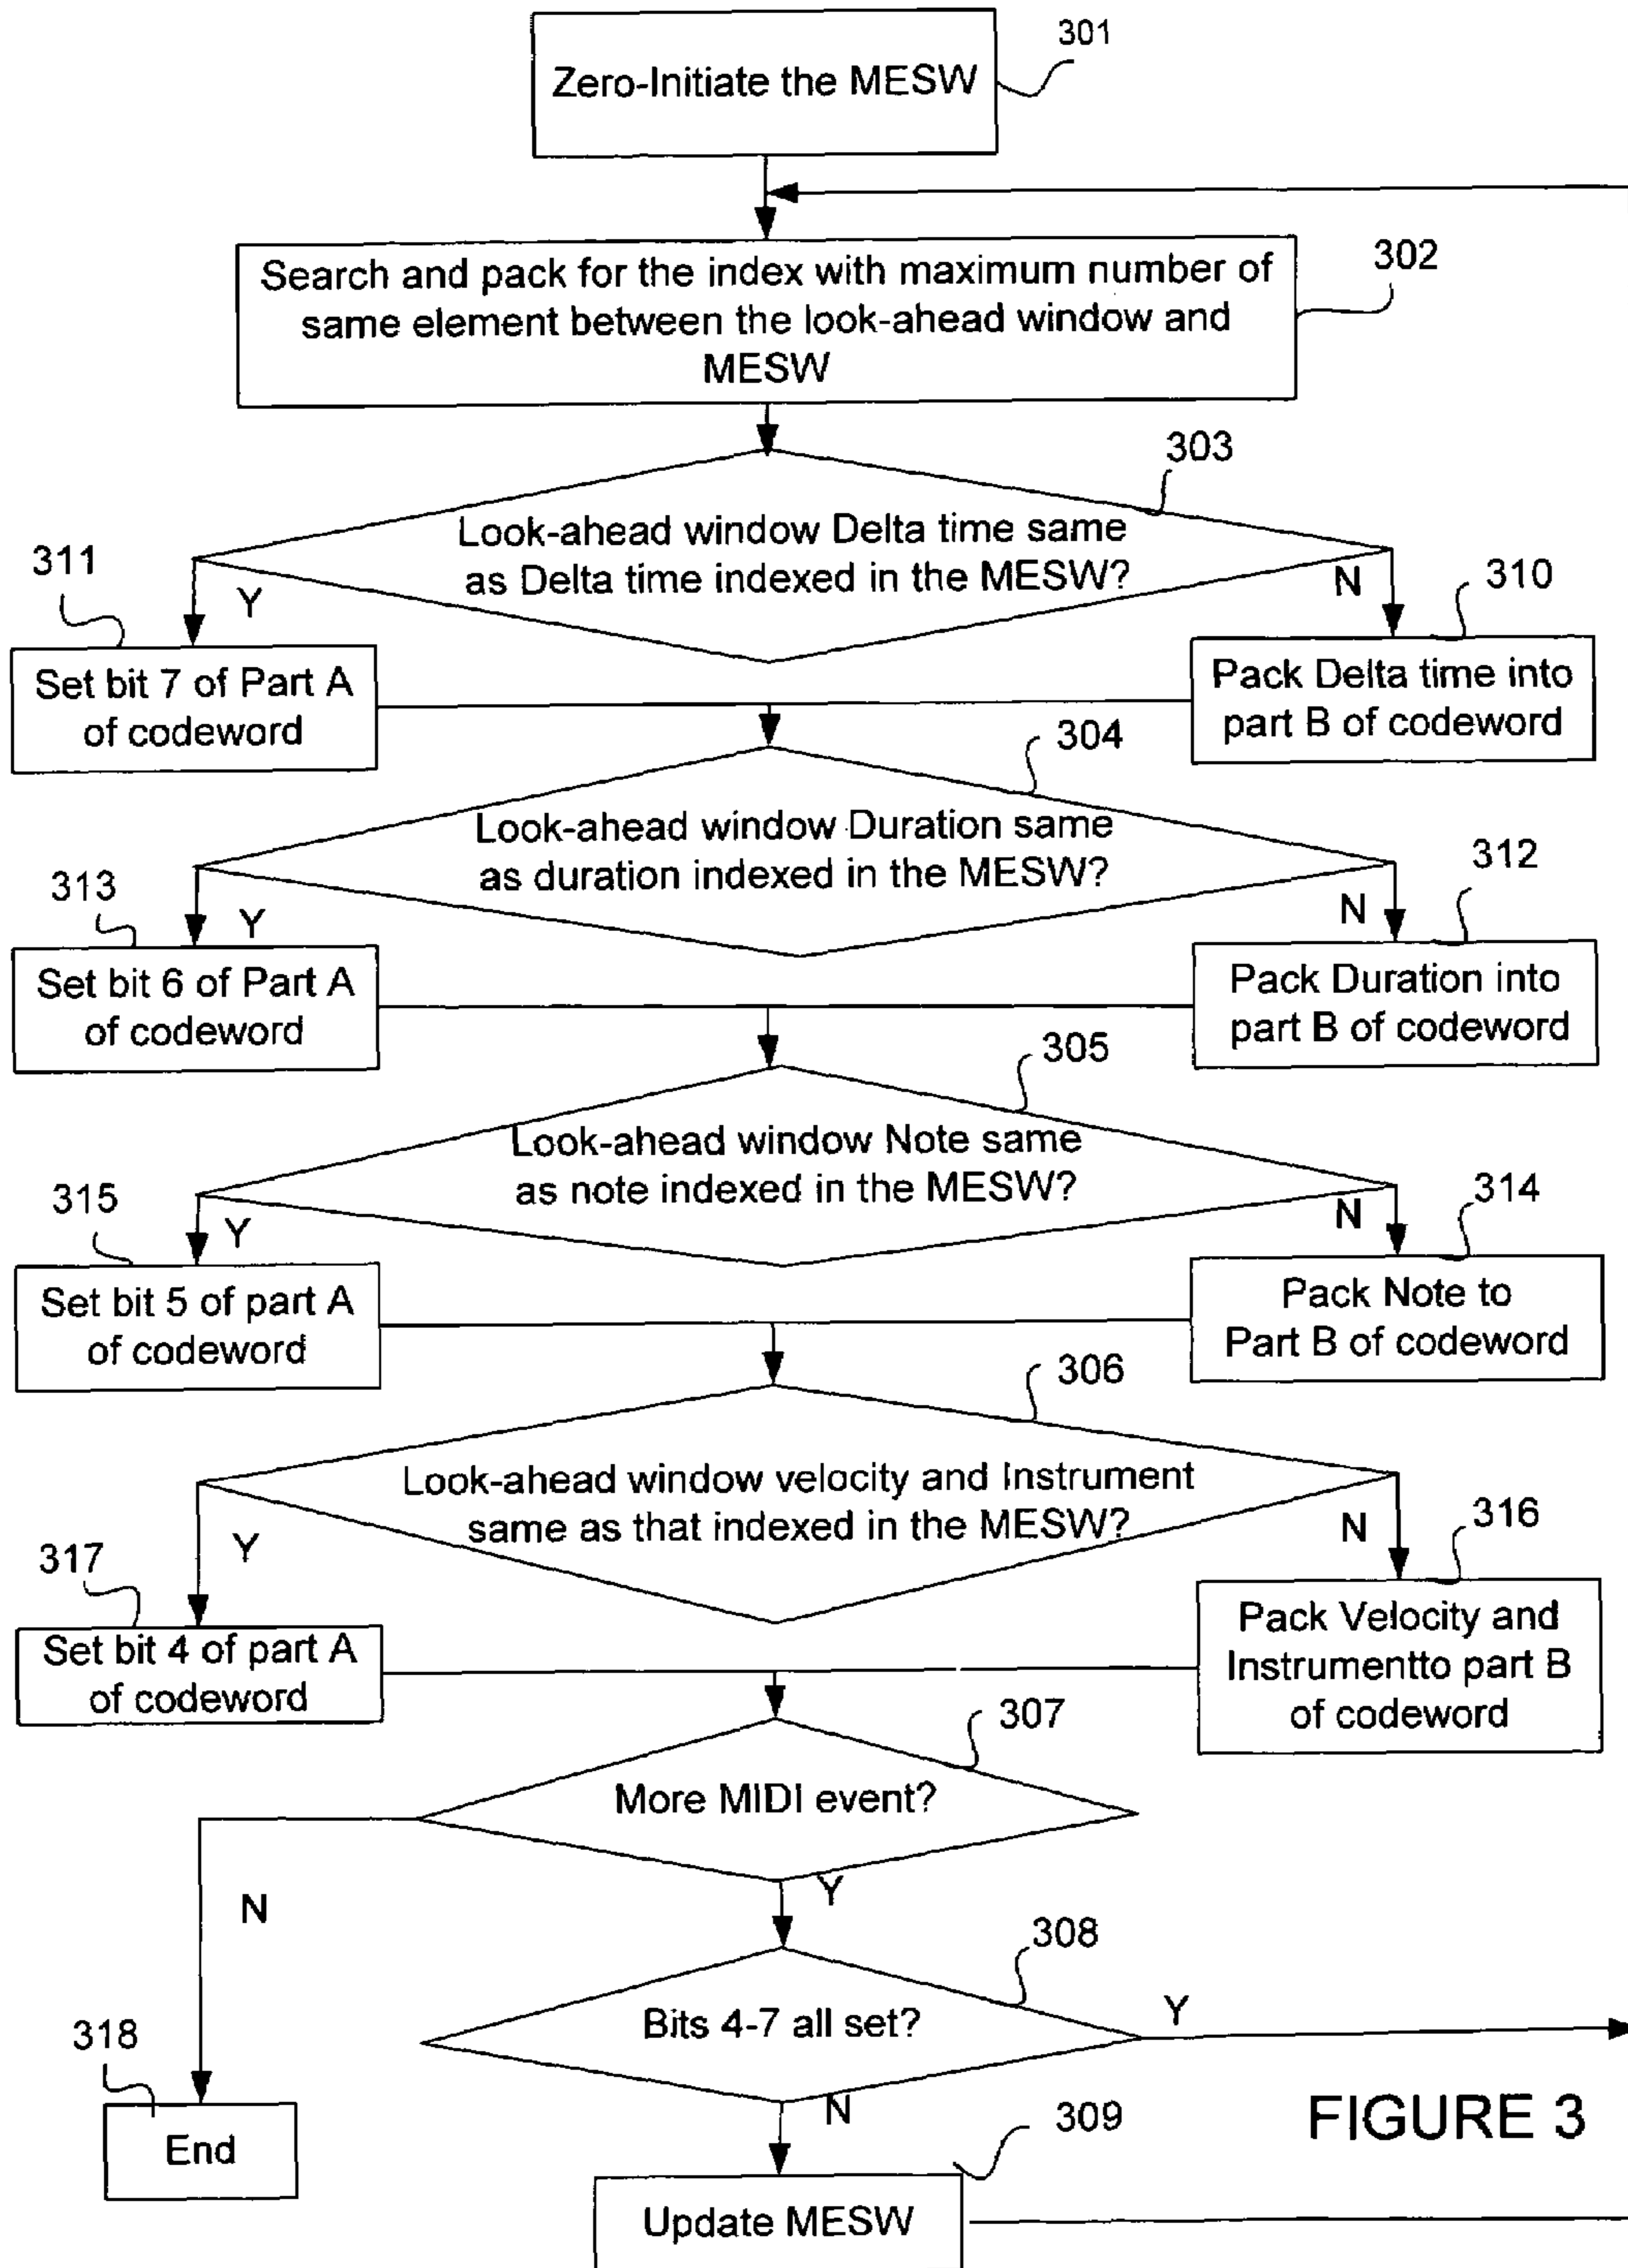 301
Zero-Initiate the MESW
302
Search and pack for the index with maximum number of
same element between the look-ahead window and
MESW
303
Look-ahead window Delta time same
as Delta time indexed in the MESW?
311
Y
N
310
Set bit 7 of Part A
of codeword
Pack Delta time into
part B of codeword
304
Look-ahead window Duration same
as duration indexed in the MESW?
313
Y
N
312
Set bit 6 of Part A
of codeword
Pack Duration into
part B of codeword
305
Look-ahead window Note same
as note indexed in the MESW?
315
Y
N
314
Set bit 5 of part A
of codeword
Pack Note to
Part B of codeword
306
Look-ahead window velocity and Instrument
same as that indexed in the MESW?
317
Y
N
316
Set bit 4 of part A
of codeword
Pack Velocity and
Instrumentto part B
of codeword
307
More MIDI event?
N
Y
308
Bits 4-7 all set?
Y
318
End
N
309
Update MESW
FIGURE 3